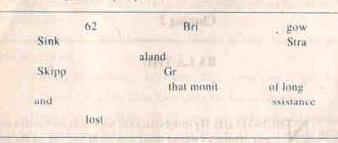 62 Bri gow
Sink Stra
aland
Skipp Gr
that monit of long
and ssistance
lost